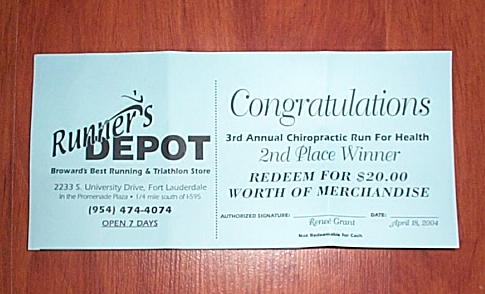 Runner's
DEPOT
Broward's Best Running & Triathlon Store
2233 S. University Drive, Fort Lauderdale
In the Promenade Plaza • 1/4 mile south of I-595
(954) 474-4074
OPEN 7 DAYS
Congratulations
3rd Annual Chiropractic Run For Health
2nd Place Winner
REDEEM FOR $20.00
WORTH OF MERCHANDISE
AUTHORIZED SIGNATURE: Reneé Grant DATE: April 18, 2004
Not Redeemable for Cash